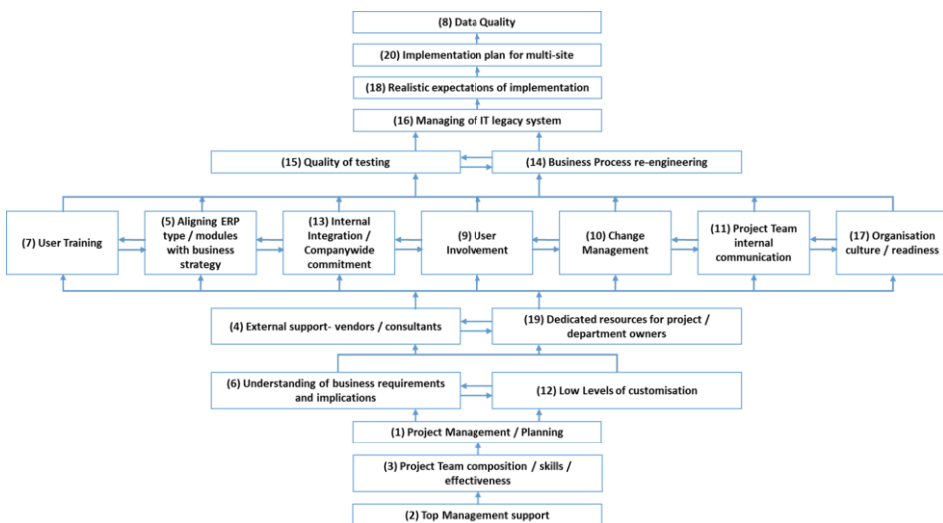 (8) Data Quality
(20) Implementation plan for multi-site
(18) Realistic expectations of implementation
(16) Managing of IT legacy system
(15) Quality of testing
(14) Business Process re-engineering
(7) User Training
(5) Aligning ERP
type / modules
with business
strategy
(13) Internal
Integration /
Companywide
commitment
(9) User
Involvement
(10) Change
Management
(11) Project Team
internal
communication
(17) Organisation
culture / readiness
(4) External support- vendors / consultants
(19) Dedicated resources for project /
department owners
(6) Understanding of business requirements
and implications
(12) Low Levels of customisation
(1) Project Management / Planning
(3) Project Team composition / skills /
effectiveness
(2) Top Management support